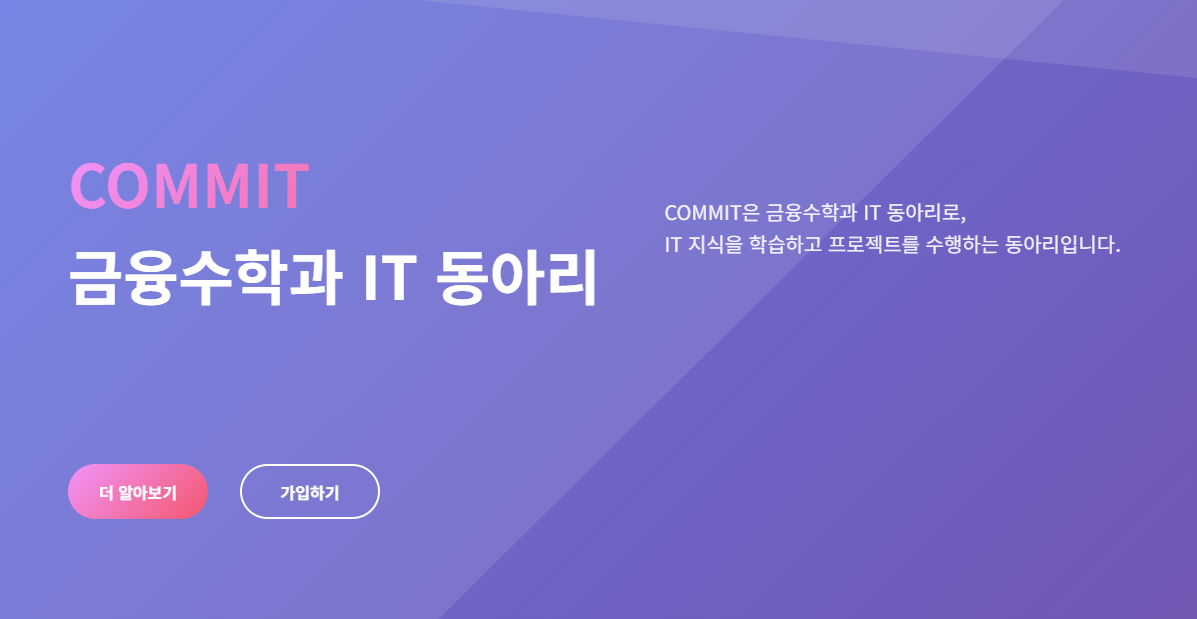 COMMIT
금융수학과 IT 동아리
COMMIT은 금융수학과 IT 동아리로,
IT 지식을 학습하고 프로젝트를 수행하는 동아리입니다.
더 알아보기
가입하기